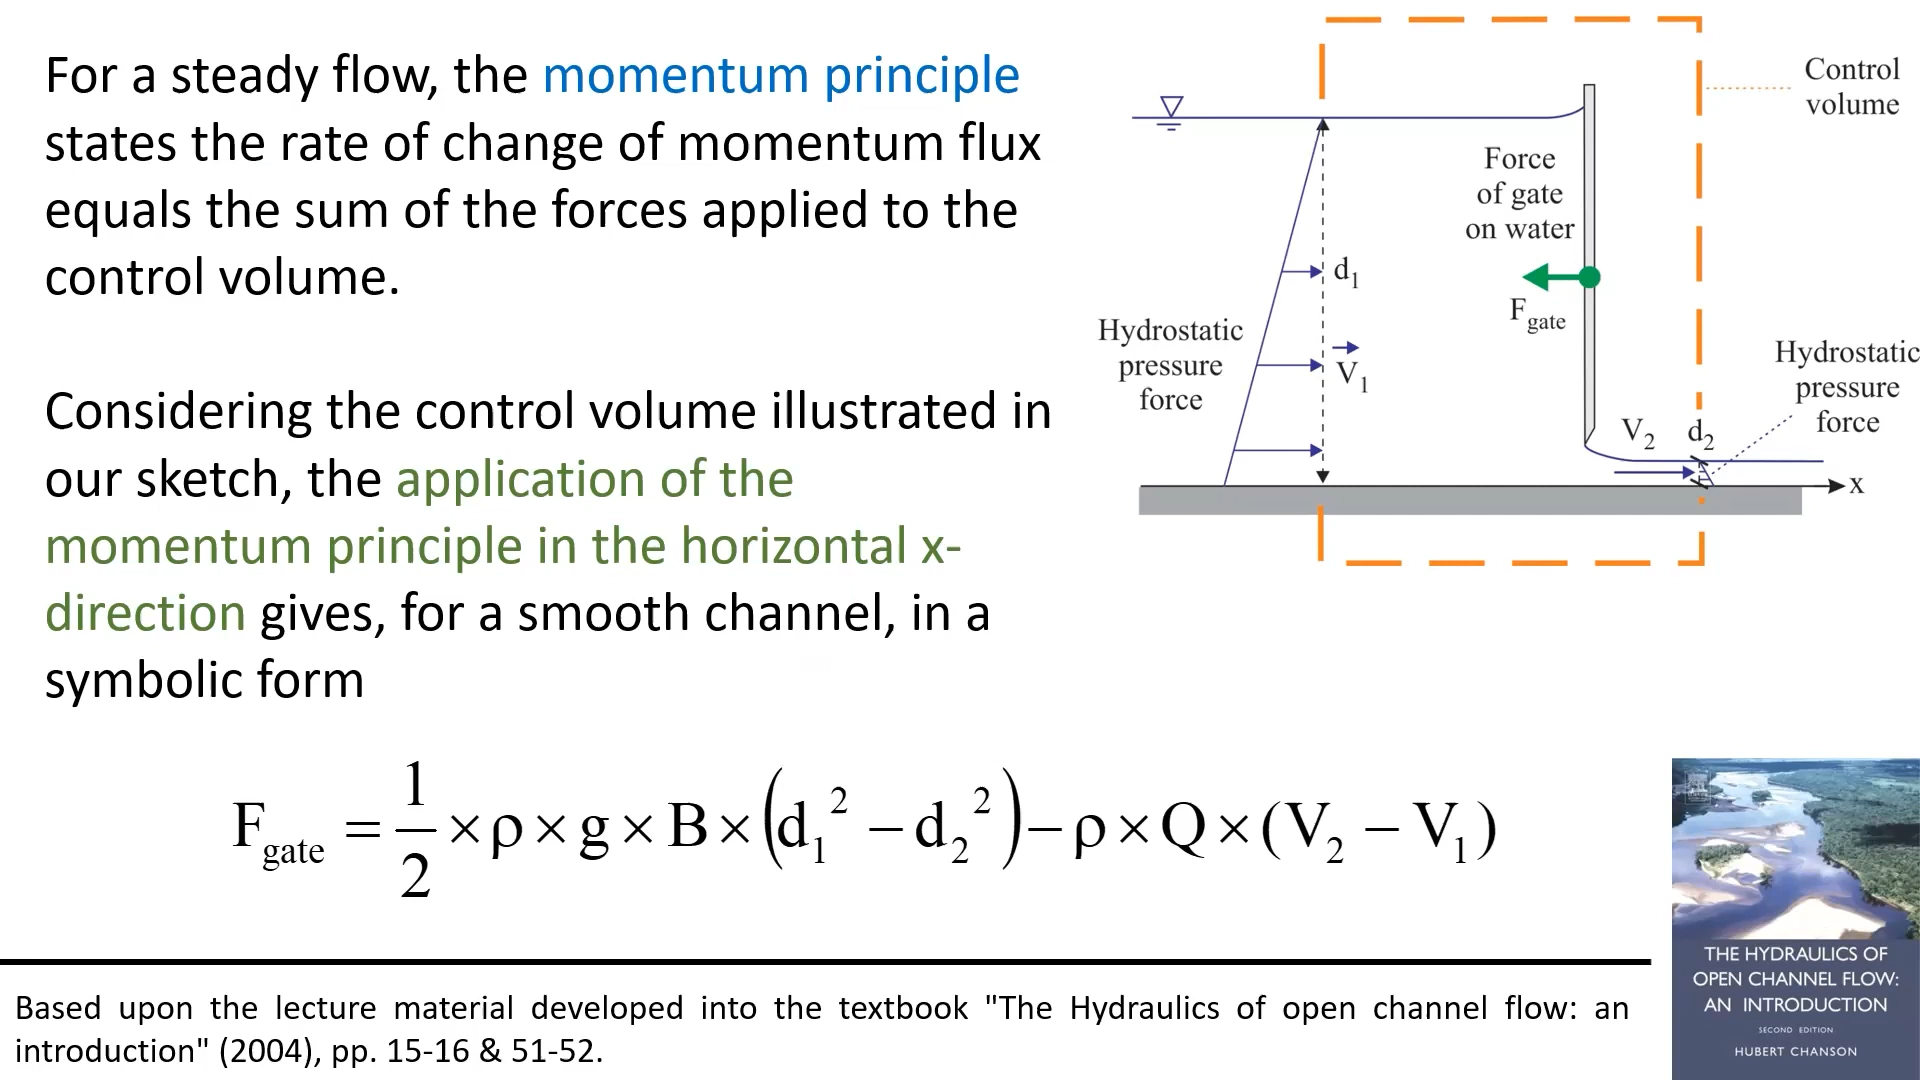 For a steady flow, the momentum principle
states the rate of change of momentum flux
equals the sum of the forces applied to the
control volume.
Considering the control volume illustrated in
our sketch, the application of the
momentum principle in the horizontal x-
direction gives, for a smooth channel, in a
symbolic form
Control
volume
Force
of gate
on water
d₁
F_gate
Hydrostatic
pressure
force
V₁
Hydrostatic
pressure
force
V₂ d₂
x
F_gate = 1/2 × ρ × g × B × (d₁² − d₂²) − ρ × Q × (V₂ − V₁)
Based upon the lecture material developed into the textbook "The Hydraulics of open channel flow: an
introduction" (2004), pp. 15-16 & 51-52.
THE HYDRAULICS OF
OPEN CHANNEL FLOW:
AN INTRODUCTION
SECOND EDITION
HUBERT CHANSON